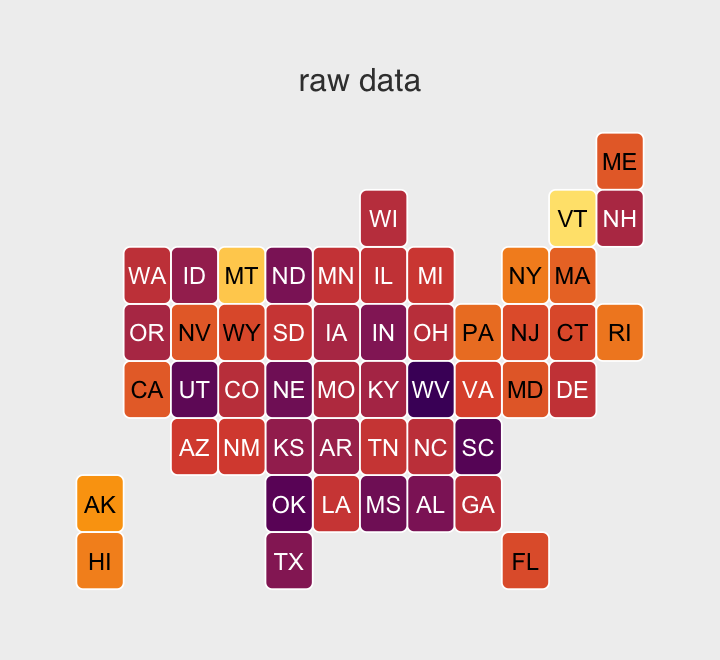 raw data
ME
WI VT NH
WA ID MT ND MN IL MI NY MA
OR NV WY SD IA IN OH PA NJ CT RI
CA UT CO NE MO KY WV VA MD DE
AZ NM KS AR TN NC SC
AK OK LA MS AL GA
HI TX FL